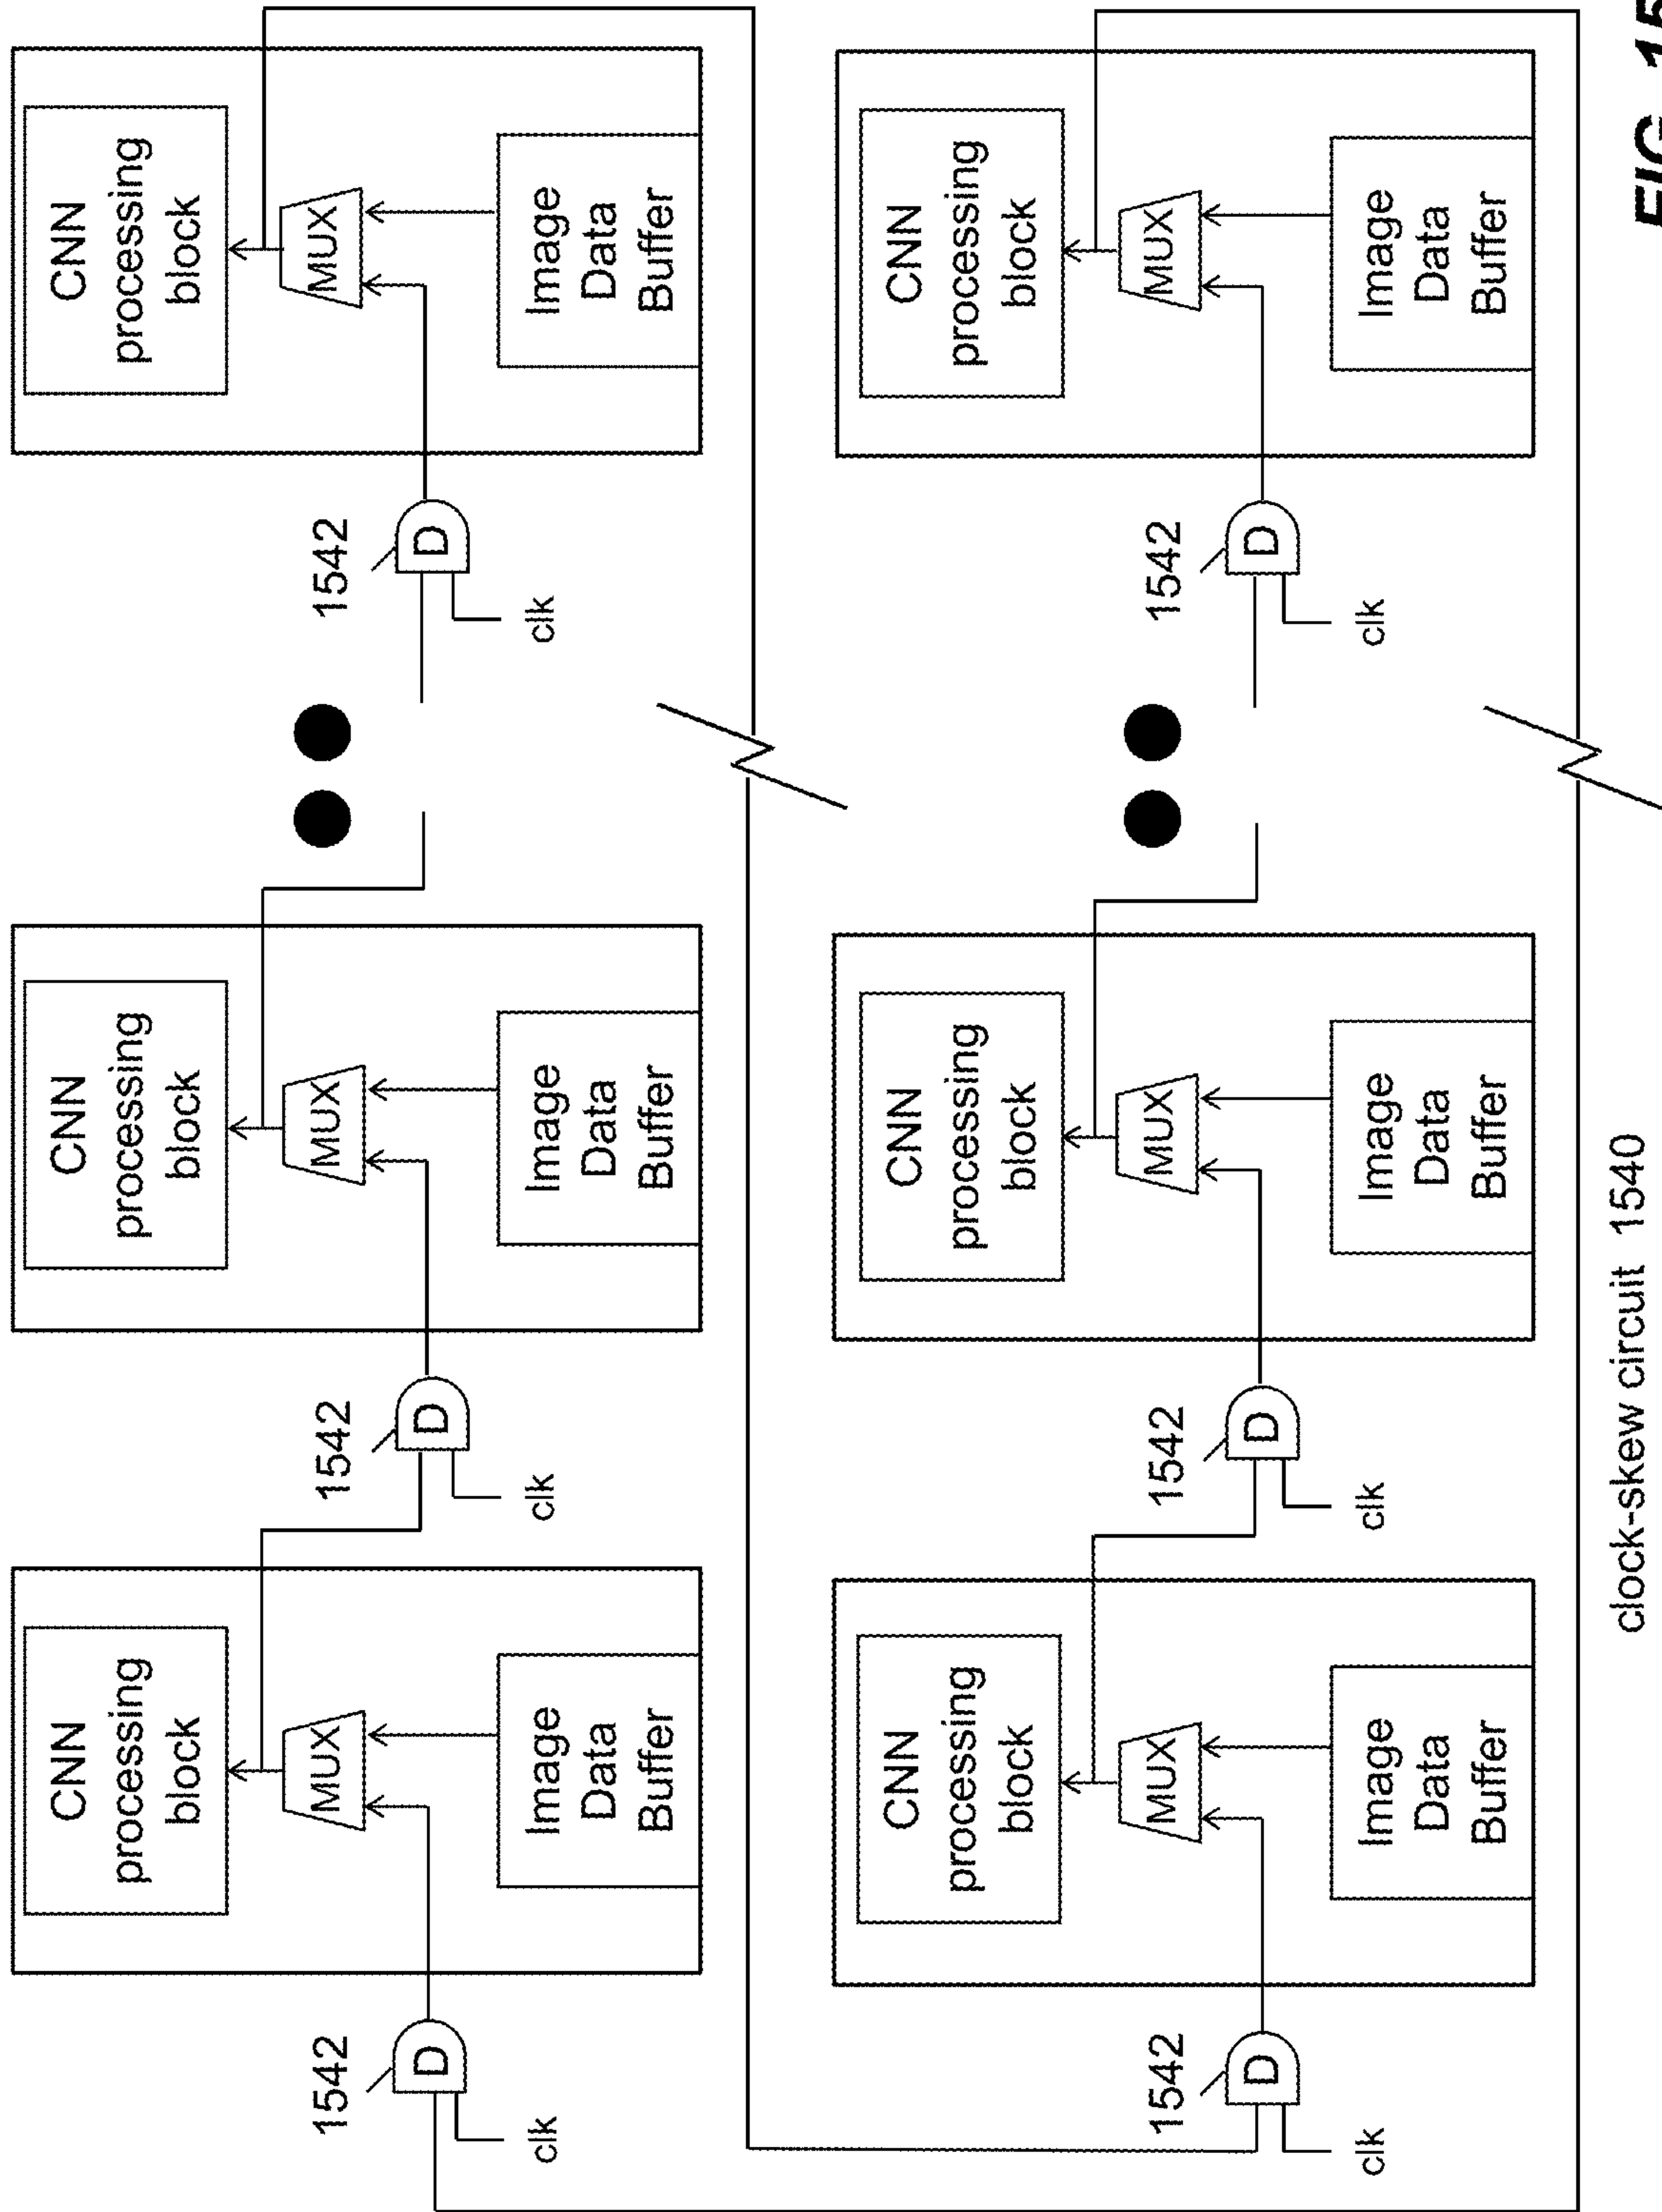 CNN
processing
block
MUX
Image
Data
Buffer
1542
D
clk
CNN
processing
block
MUX
Image
Data
Buffer
1542
D
clk
CNN
processing
block
MUX
Image
Data
Buffer
1542
D
clk
CNN
processing
block
MUX
Image
Data
Buffer
1542
D
clk
CNN
processing
block
MUX
Image
Data
Buffer
1542
D
clk
CNN
processing
block
MUX
Image
Data
Buffer
1542
D
clk
clock-skew circuit 1540
FIG. 15